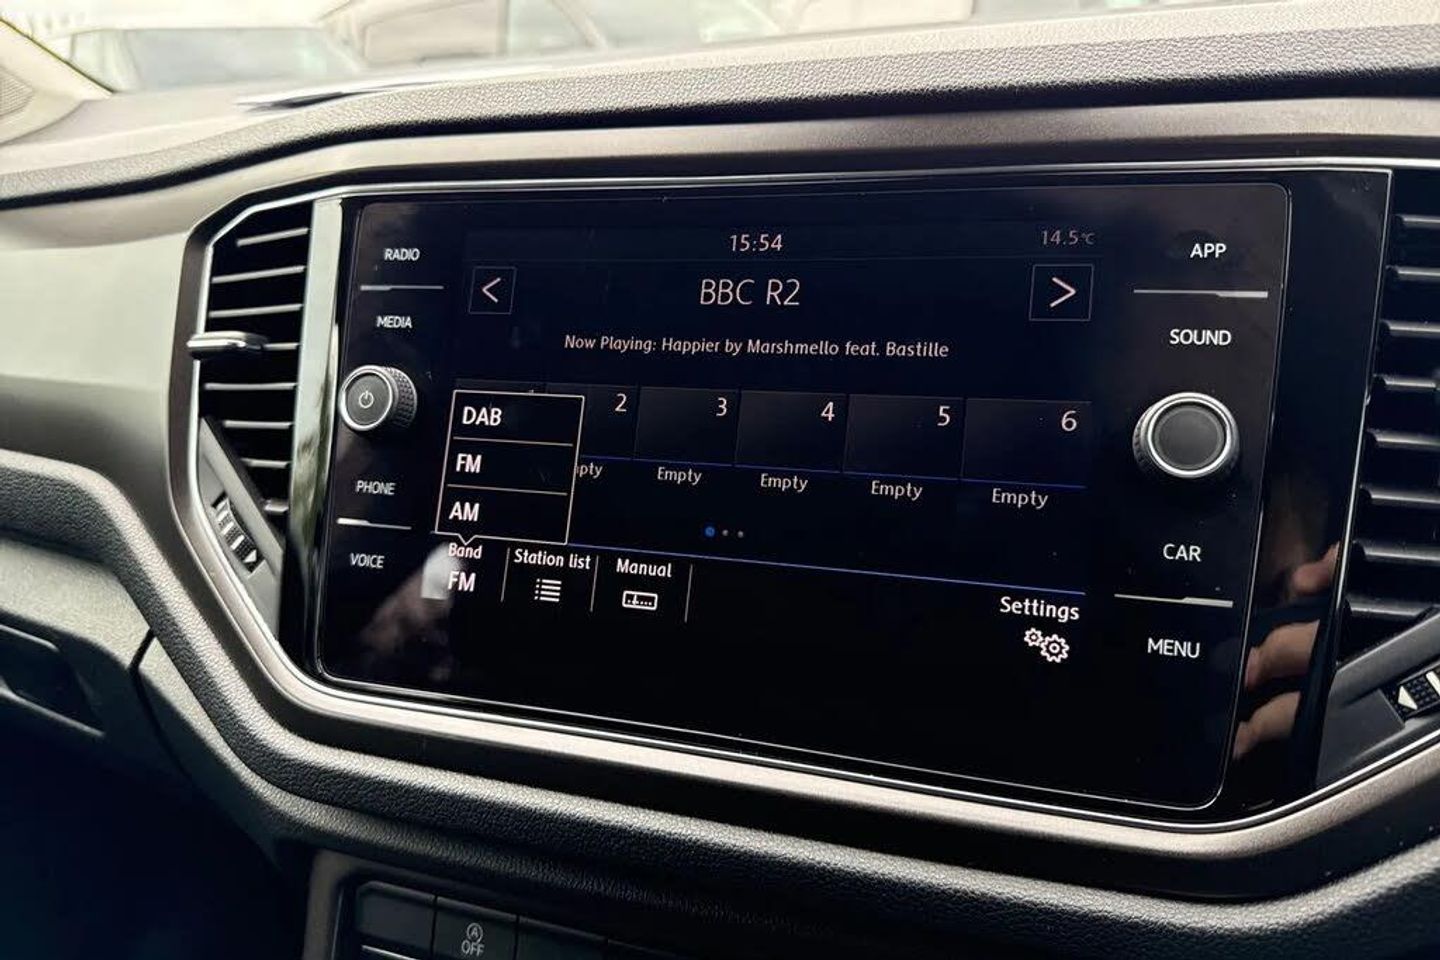 RADIO
MEDIA
PHONE
VOICE
15:54
14.5°C
<
BBC R2
>
Now Playing: Happier by Marshmello feat. Bastille
2
3
4
5
6
Empty
Empty
Empty
Empty
DAB
FM
AM
Band
FM
Station list
Manual
Settings
APP
SOUND
CAR
MENU
A
OFF